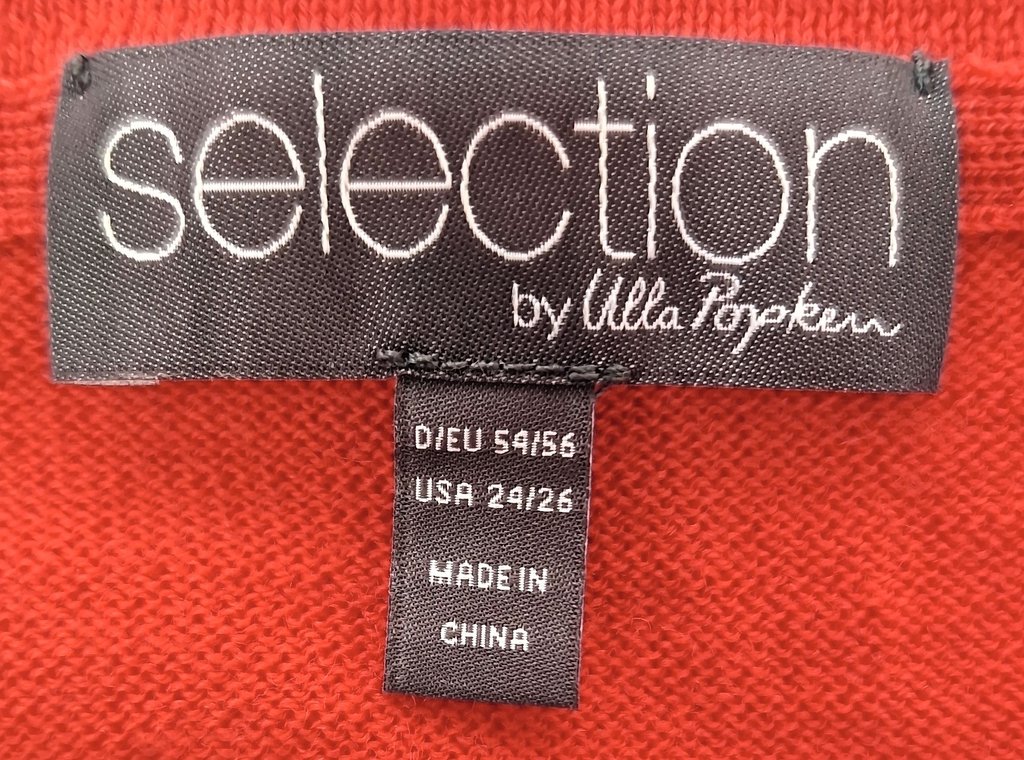 selection
by Ulla Popken
D/EU 54/56
USA 24/26
MADE IN
CHINA